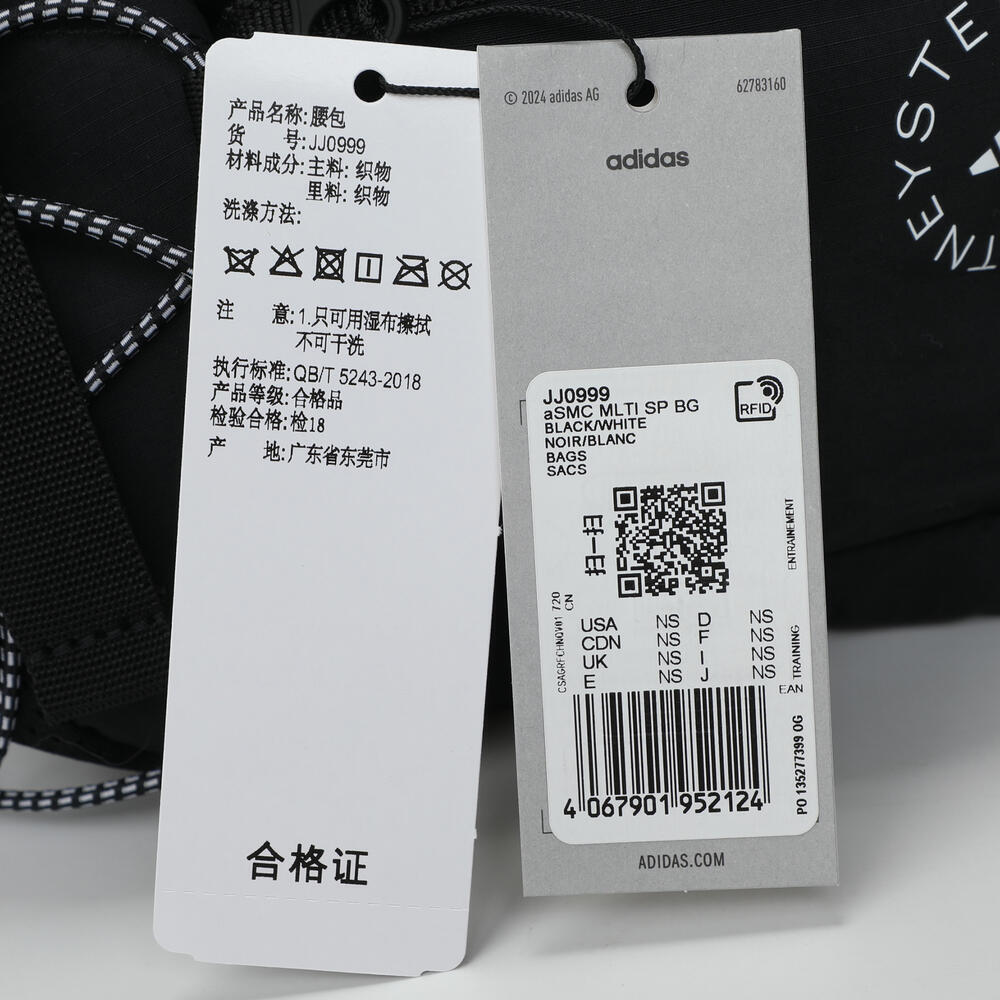 产品名称:腰包
货 号:JJ0999
材料成分:主料: 织物
里料: 织物
洗涤方法:
注 意:1.只可用湿布擦拭
不可干洗
执行标准:QB/T 5243-2018
产品等级:合格品
检验合格:检18
产 地:广东省东莞市
合格证
© 2024 adidas AG
62783160
adidas
JJ0999
aSMC MLTI SP BG
BLACK/WHITE
NOIR/BLANC
BAGS
SACS
RFID
扫一扫
ENTRAINEMENT
CSAGRFCHNQV01 720
CN
USA NS D NS
CDN NS F NS
UK NS I NS
E NS J NS
EAN TRAINING
PO 135277399 OG
4 067901 952124
ADIDAS.COM
TNEYSTE